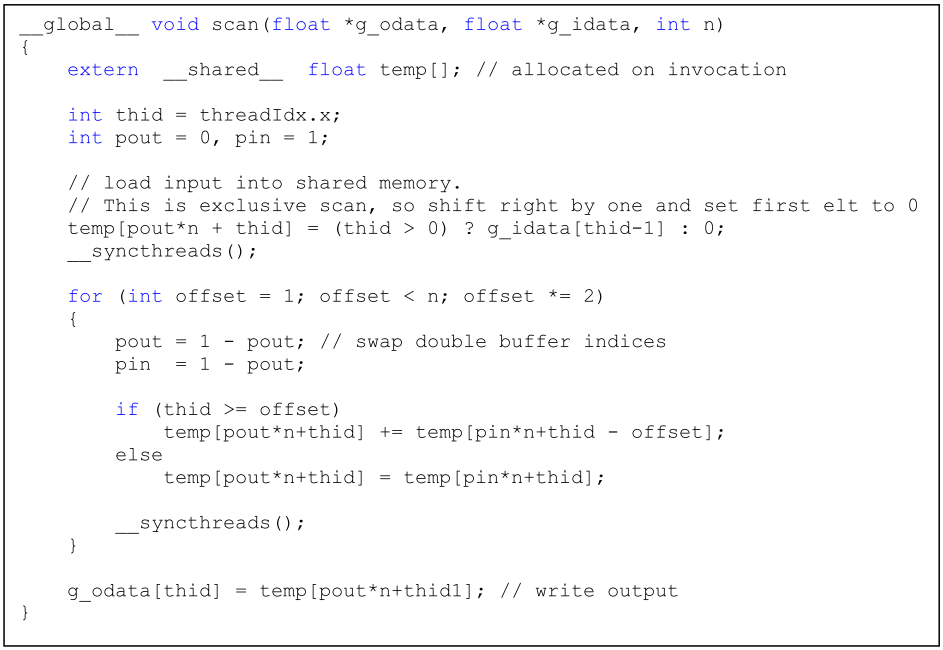 __global__ void scan(float *g_odata, float *g_idata, int n)
{
    extern  __shared__  float temp[]; // allocated on invocation

    int thid = threadIdx.x;
    int pout = 0, pin = 1;

    // load input into shared memory.
    // This is exclusive scan, so shift right by one and set first elt to 0
    temp[pout*n + thid] = (thid > 0) ? g_idata[thid-1] : 0;
    __syncthreads();

    for (int offset = 1; offset < n; offset *= 2)
    {
        pout = 1 - pout; // swap double buffer indices
        pin  = 1 - pout;

        if (thid >= offset)
            temp[pout*n+thid] += temp[pin*n+thid - offset];
        else
            temp[pout*n+thid] = temp[pin*n+thid];

        __syncthreads();
    }

    g_odata[thid] = temp[pout*n+thid1]; // write output
}